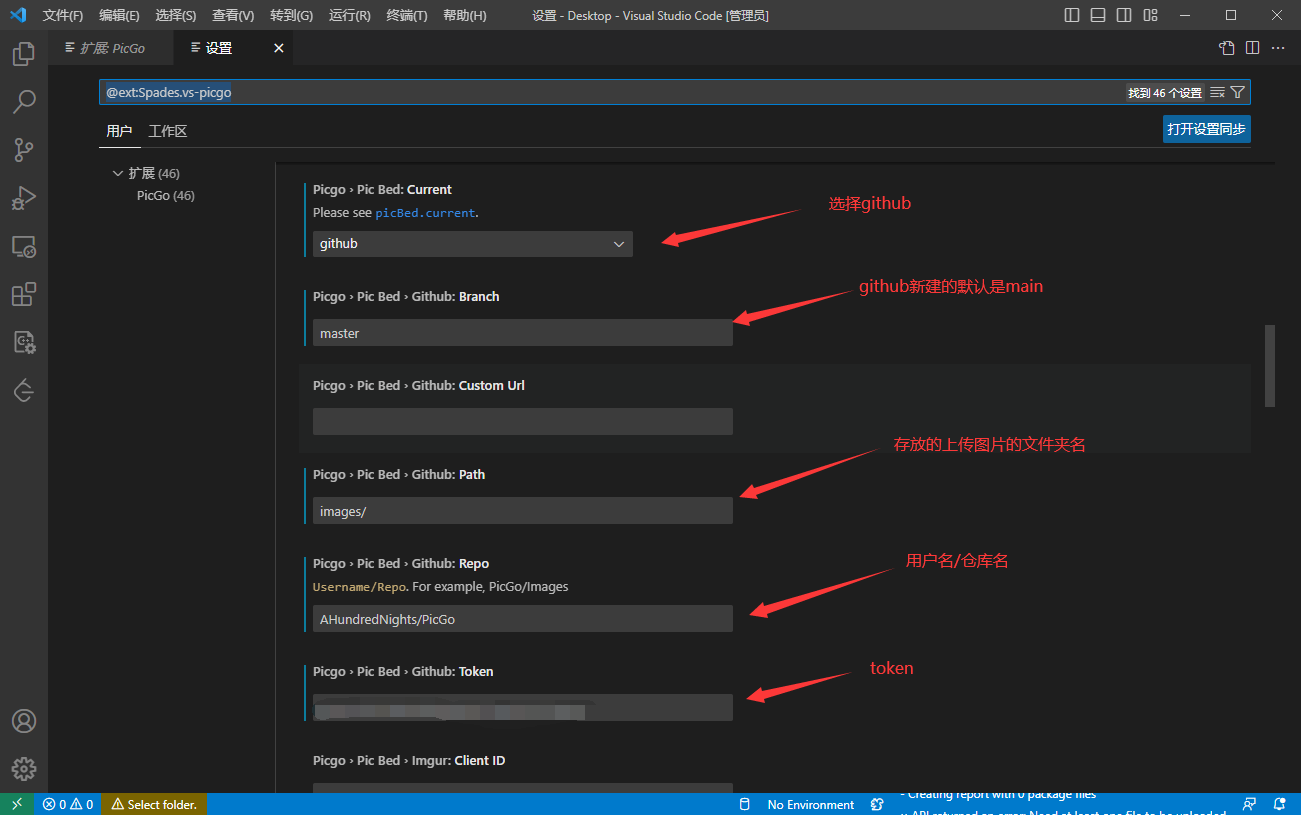 文件(F) 编辑(E) 选择(S) 查看(V) 转到(G) 运行(R) 终端(T) 帮助(H) 设置 - Desktop - Visual Studio Code [管理员]
扩展: PicGo 设置
@ext:Spades.vs-picgo 找到 46 个设置
用户 工作区 打开设置同步
扩展 (46)
PicGo (46)
Picgo › Pic Bed: Current
Please see picBed.current.
github
选择github
Picgo › Pic Bed › Github: Branch
master
github新建的默认是main
Picgo › Pic Bed › Github: Custom Url
Picgo › Pic Bed › Github: Path
images/
存放的上传图片的文件夹名
Picgo › Pic Bed › Github: Repo
Username/Repo. For example, PicGo/Images
AHundredNights/PicGo
用户名/仓库名
Picgo › Pic Bed › Github: Token
token
Picgo › Pic Bed › Imgur: Client ID
0 0 Select folder. No Environment
- Creating report with 0 package files
API returned an error: Need at least one file to be uploaded